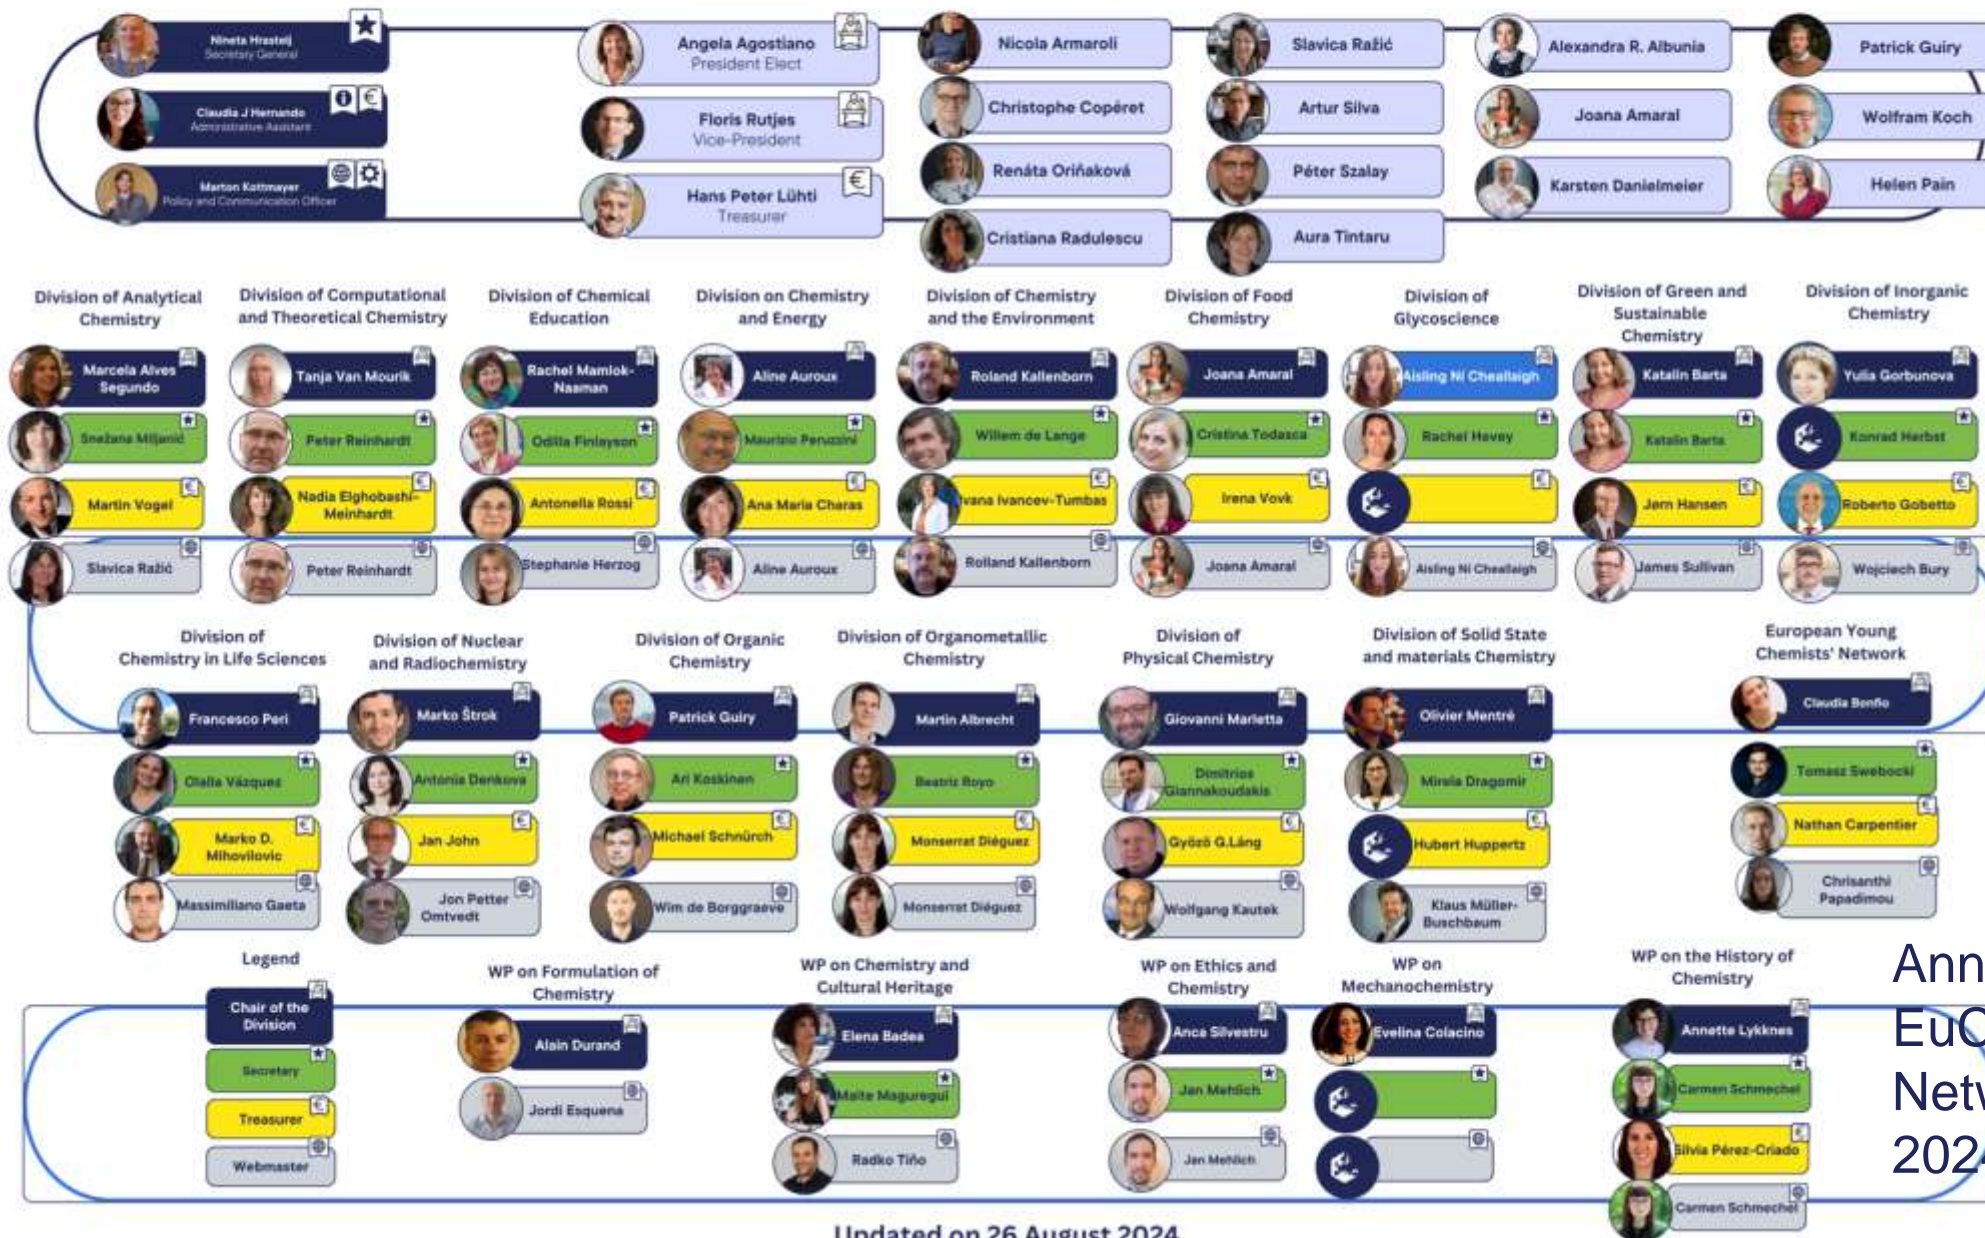 Nineta Hrastelj
Secretary General
Claudia J Hernando
Administrative Assistant
Marton Kottmayer
Policy and Communication Officer
Angela Agostiano
President Elect
Floris Rutjes
Vice-President
Hans Peter Lühti
Treasurer
Nicola Armaroli
Christophe Copéret
Renáta Oriňaková
Cristiana Radulescu
Slavica Ražić
Artur Silva
Péter Szalay
Aura Tintaru
Alexandra R. Albunia
Joana Amaral
Karsten Danielmeier
Patrick Guiry
Wolfram Koch
Helen Pain
Division of Analytical
Chemistry
Marcela Alves
Segundo
Snežana Miljanić
Martin Vogel
Slavica Ražić
Division of Computational
and Theoretical Chemistry
Tanja Van Mourik
Peter Reinhardt
Nadia Elghobashi-
Meinhardt
Peter Reinhardt
Division of Chemical
Education
Rachel Mamlok-
Naaman
Odilla Finlayson
Antonella Rossi
Stephanie Herzog
Division on Chemistry
and Energy
Aline Auroux
Maurizio Peruzzini
Ana Maria Charas
Aline Auroux
Division of Chemistry
and the Environment
Roland Kallenborn
Willem de Lange
Ivana Ivancev-Tumbas
Rolland Kallenborn
Division of Food
Chemistry
Joana Amaral
Cristina Todasca
Irena Vovk
Joana Amaral
Division of
Glycoscience
Aisling Ní Cheallaigh
Rachel Hevey
Aisling Ní Cheallaigh
Division of Green and
Sustainable
Chemistry
Katalin Barta
Katalin Barta
Jørn Hansen
James Sullivan
Division of Inorganic
Chemistry
Yulia Gorbunova
Konrad Herbst
Roberto Gobetto
Wojciech Bury
Division of
Chemistry in Life Sciences
Francesco Peri
Olalla Vázquez
Marko D.
Mihovilovic
Massimiliano Gaeta
Division of Nuclear
and Radiochemistry
Marko Štrok
Antonia Denkova
Jan John
Jon Petter
Omtvedt
Division of Organic
Chemistry
Patrick Guiry
Ari Koskinen
Michael Schnürch
Wim de Borggraeve
Division of Organometallic
Chemistry
Martin Albrecht
Beatriz Royo
Monserrat Diéguez
Monserrat Diéguez
Division of
Physical Chemistry
Giovanni Marletta
Dimitrios
Giannakoudakis
Győző G.Láng
Wolfgang Kautek
Division of Solid State
and materials Chemistry
Olivier Mentré
Mirela Dragomir
Hubert Huppertz
Klaus Müller-
Buschbaum
European Young
Chemists' Network
Claudia Bonfio
Tomasz Swebocki
Nathan Carpentier
Chrisanthi
Papadimou
Legend
Chair of the
Division
Secretary
Treasurer
Webmaster
WP on Formulation of
Chemistry
Alain Durand
Jordi Esquena
WP on Chemistry and
Cultural Heritage
Elena Badea
Maite Maguregui
Radko Tiňo
WP on Ethics and
Chemistry
Anca Silvestru
Jan Mehlich
Jan Mehlich
WP on
Mechanochemistry
Evelina Colacino
WP on the History of
Chemistry
Annette Lykknes
Carmen Schmechel
Silvia Pérez-Criado
Carmen Schmechel
Ann
EuC
Netw
2024
Updated on 26 August 2024